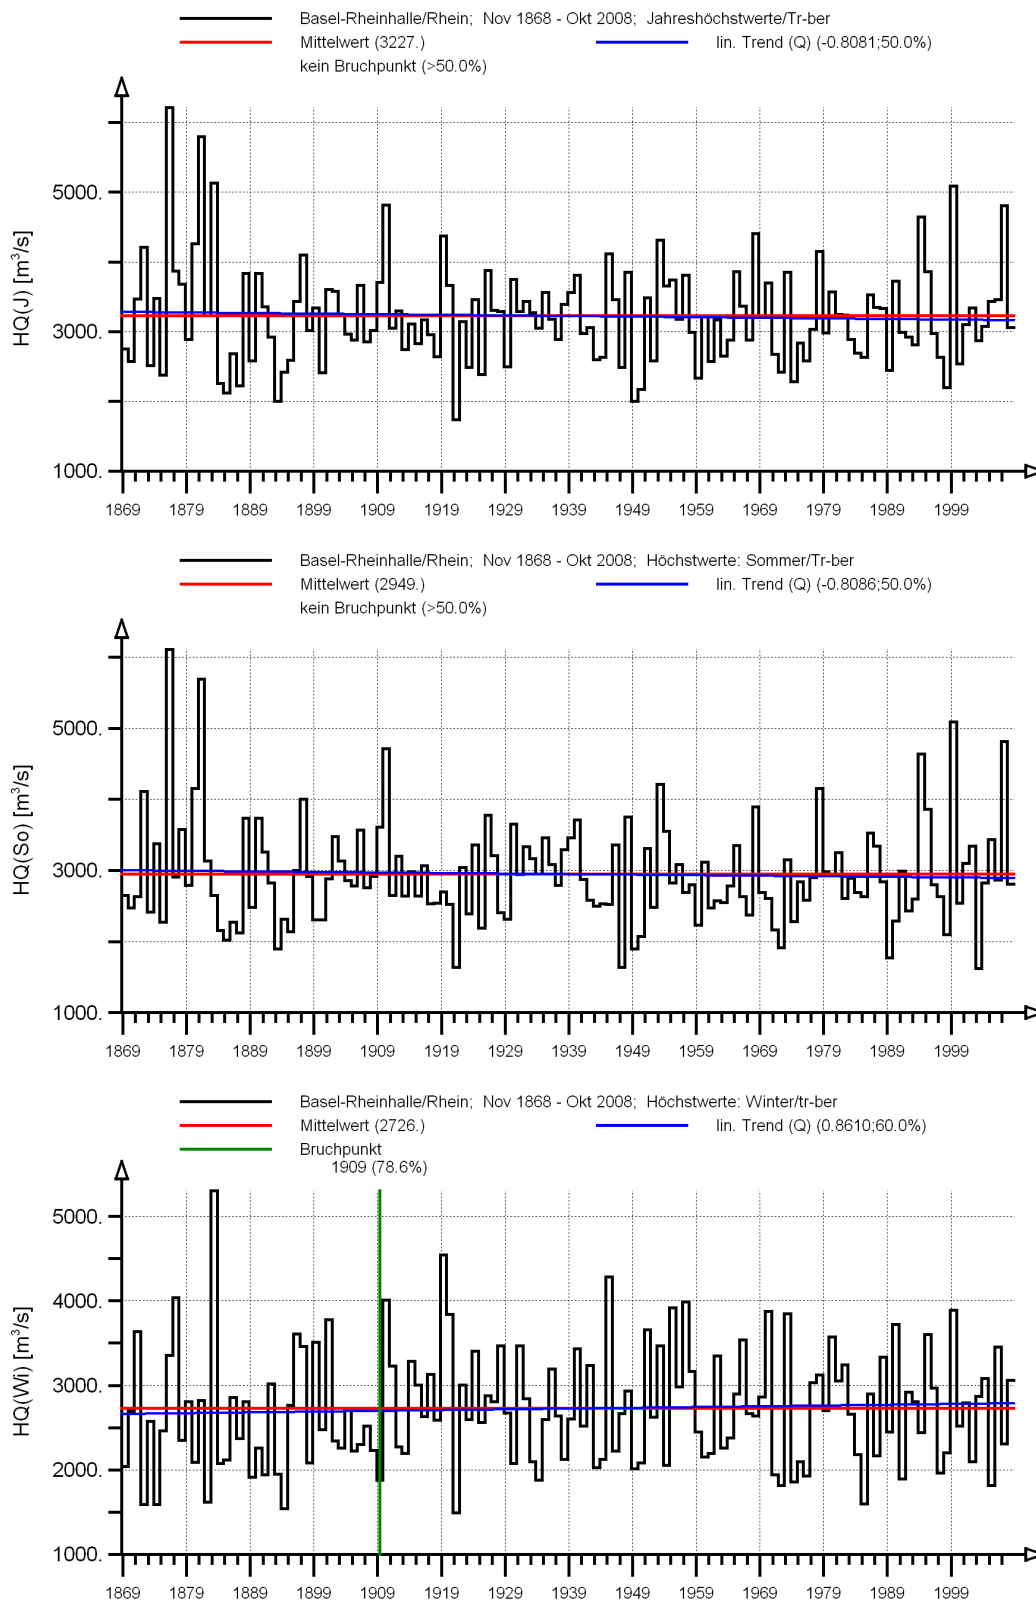 Basel-Rheinhalle/Rhein; Nov 1868 - Okt 2008; Jahreshöchstwerte/Tr-ber
Mittelwert (3227.) lin. Trend (Q) (-0.8081;50.0%)
kein Bruchpunkt (>50.0%)
HQ(J) [m³/s]
5000.
3000.
1000.
1869 1879 1889 1899 1909 1919 1929 1939 1949 1959 1969 1979 1989 1999
Basel-Rheinhalle/Rhein; Nov 1868 - Okt 2008; Höchstwerte: Sommer/Tr-ber
Mittelwert (2949.) lin. Trend (Q) (-0.8086;50.0%)
kein Bruchpunkt (>50.0%)
HQ(So) [m³/s]
5000.
3000.
1000.
1869 1879 1889 1899 1909 1919 1929 1939 1949 1959 1969 1979 1989 1999
Basel-Rheinhalle/Rhein; Nov 1868 - Okt 2008; Höchstwerte: Winter/tr-ber
Mittelwert (2726.) lin. Trend (Q) (0.8610;60.0%)
Bruchpunkt
1909 (78.6%)
HQ(Wi) [m³/s]
5000.
4000.
3000.
2000.
1000.
1869 1879 1889 1899 1909 1919 1929 1939 1949 1959 1969 1979 1989 1999